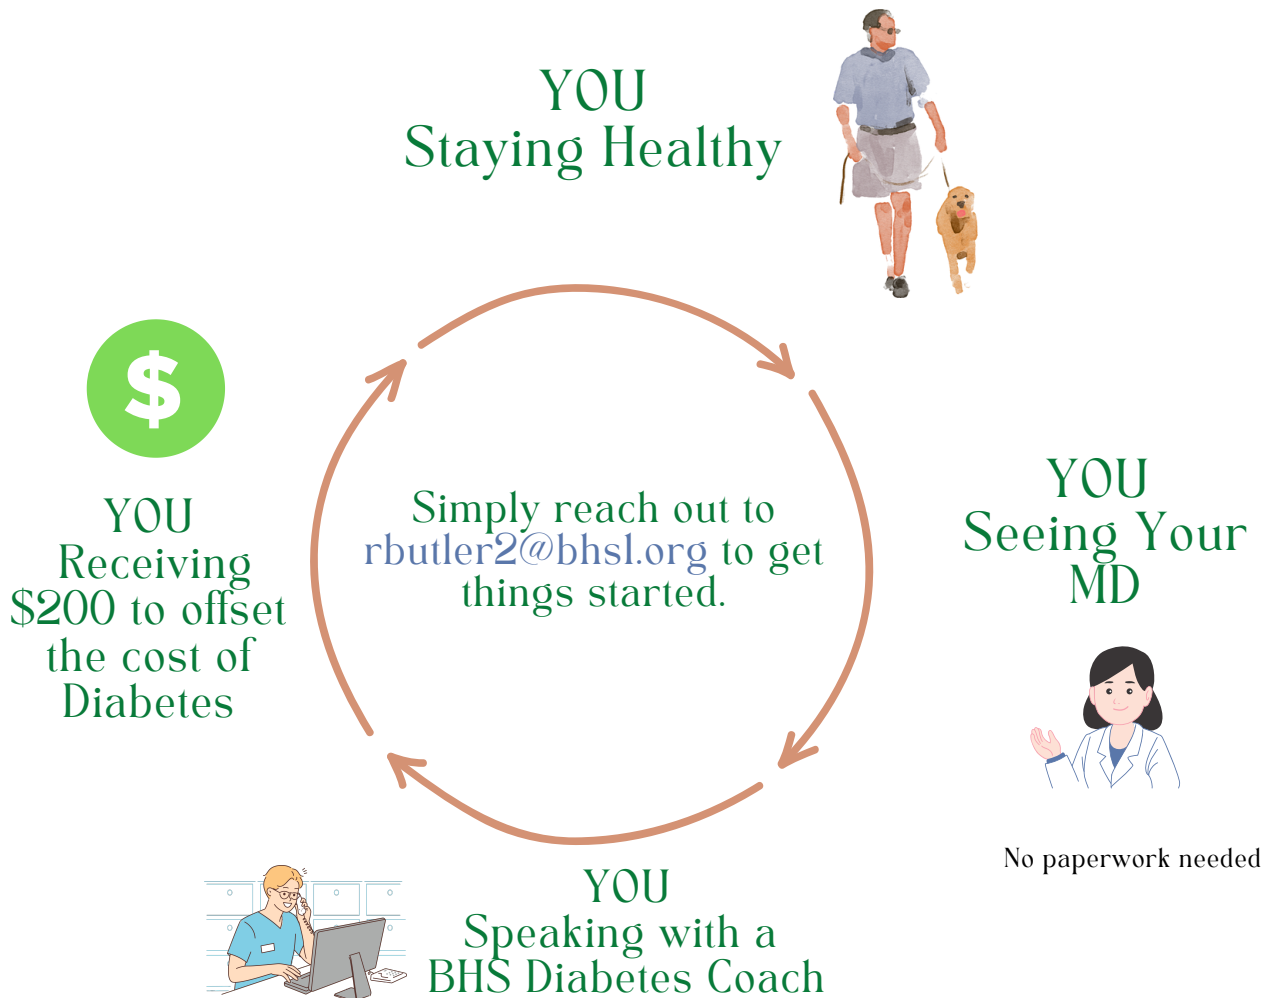 YOU
Staying Healthy
$
YOU
Receiving
$200 to offset
the cost of
Diabetes
Simply reach out to
rbutler2@bhsl.org to get
things started.
YOU
Seeing Your
MD
No paperwork needed
YOU
Speaking with a
BHS Diabetes Coach